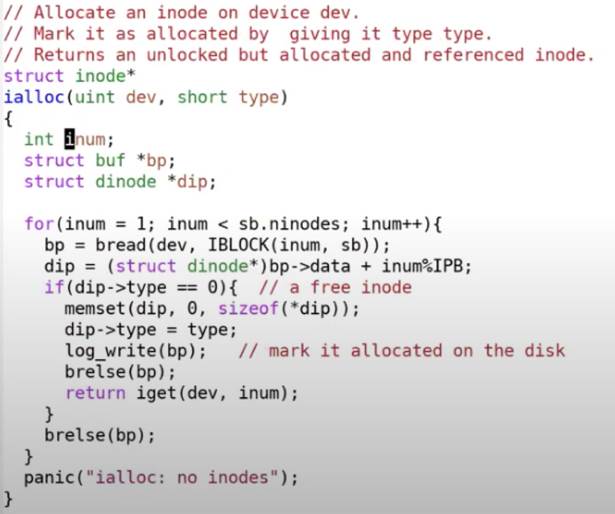 // Allocate an inode on device dev.
// Mark it as allocated by  giving it type type.
// Returns an unlocked but allocated and referenced inode.
struct inode*
ialloc(uint dev, short type)
{
  int inum;
  struct buf *bp;
  struct dinode *dip;

  for(inum = 1; inum < sb.ninodes; inum++){
    bp = bread(dev, IBLOCK(inum, sb));
    dip = (struct dinode*)bp->data + inum%IPB;
    if(dip->type == 0){  // a free inode
      memset(dip, 0, sizeof(*dip));
      dip->type = type;
      log_write(bp);   // mark it allocated on the disk
      brelse(bp);
      return iget(dev, inum);
    }
    brelse(bp);
  }
  panic("ialloc: no inodes");
}